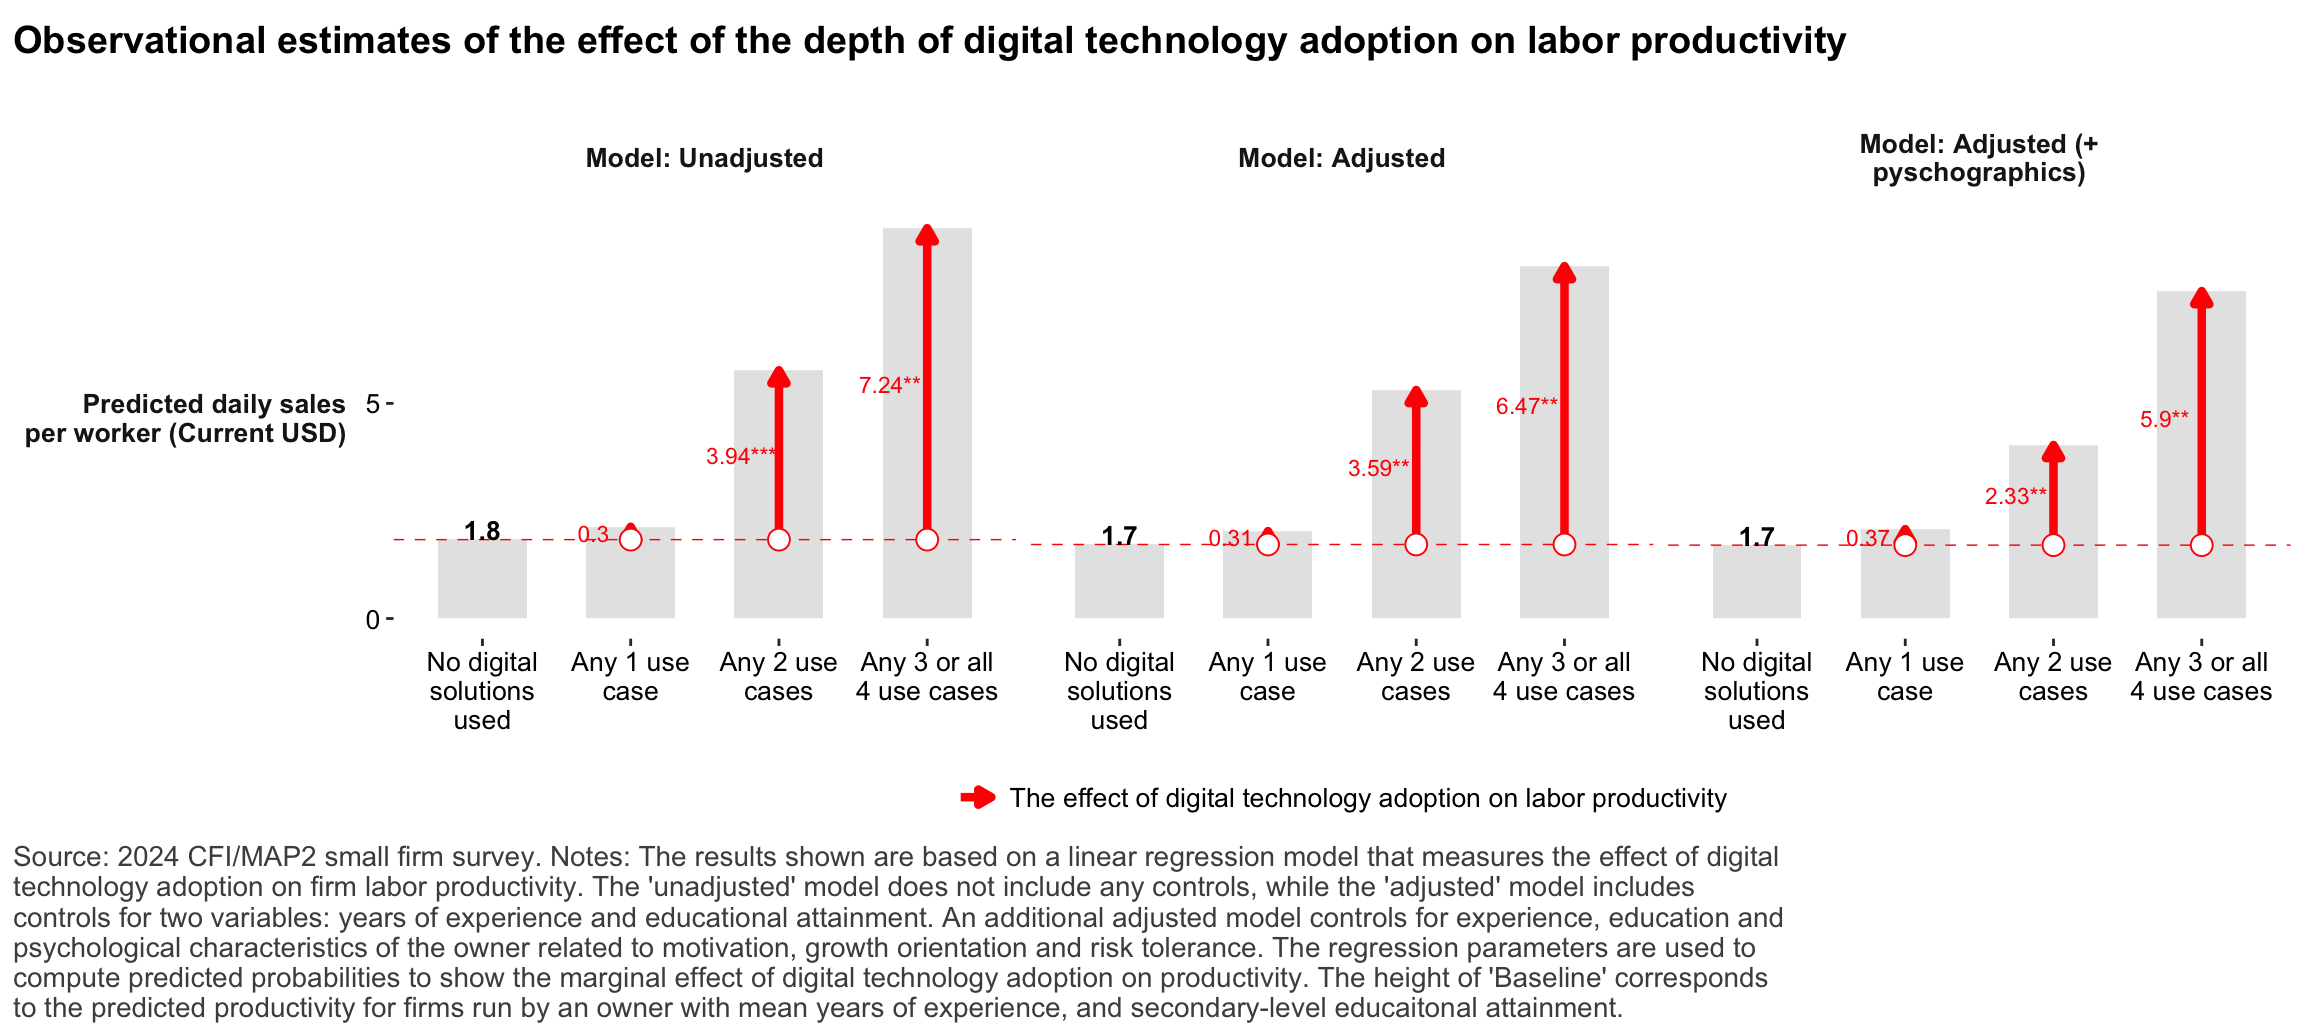 Observational estimates of the effect of the depth of digital technology adoption on labor productivity
Model: Unadjusted
Model: Adjusted
Model: Adjusted (+
pyschographics)
Predicted daily sales
per worker (Current USD)
5
0
1.8
0.3
3.94***
7.24**
1.7
0.31
3.59**
6.47**
1.7
0.37
2.33**
5.9**
No digital
solutions
used
Any 1 use
case
Any 2 use
cases
Any 3 or all
4 use cases
No digital
solutions
used
Any 1 use
case
Any 2 use
cases
Any 3 or all
4 use cases
No digital
solutions
used
Any 1 use
case
Any 2 use
cases
Any 3 or all
4 use cases
The effect of digital technology adoption on labor productivity
Source: 2024 CFI/MAP2 small firm survey. Notes: The results shown are based on a linear regression model that measures the effect of digital
technology adoption on firm labor productivity. The 'unadjusted' model does not include any controls, while the 'adjusted' model includes
controls for two variables: years of experience and educational attainment. An additional adjusted model controls for experience, education and
psychological characteristics of the owner related to motivation, growth orientation and risk tolerance. The regression parameters are used to
compute predicted probabilities to show the marginal effect of digital technology adoption on productivity. The height of 'Baseline' corresponds
to the predicted productivity for firms run by an owner with mean years of experience, and secondary-level educaitonal attainment.